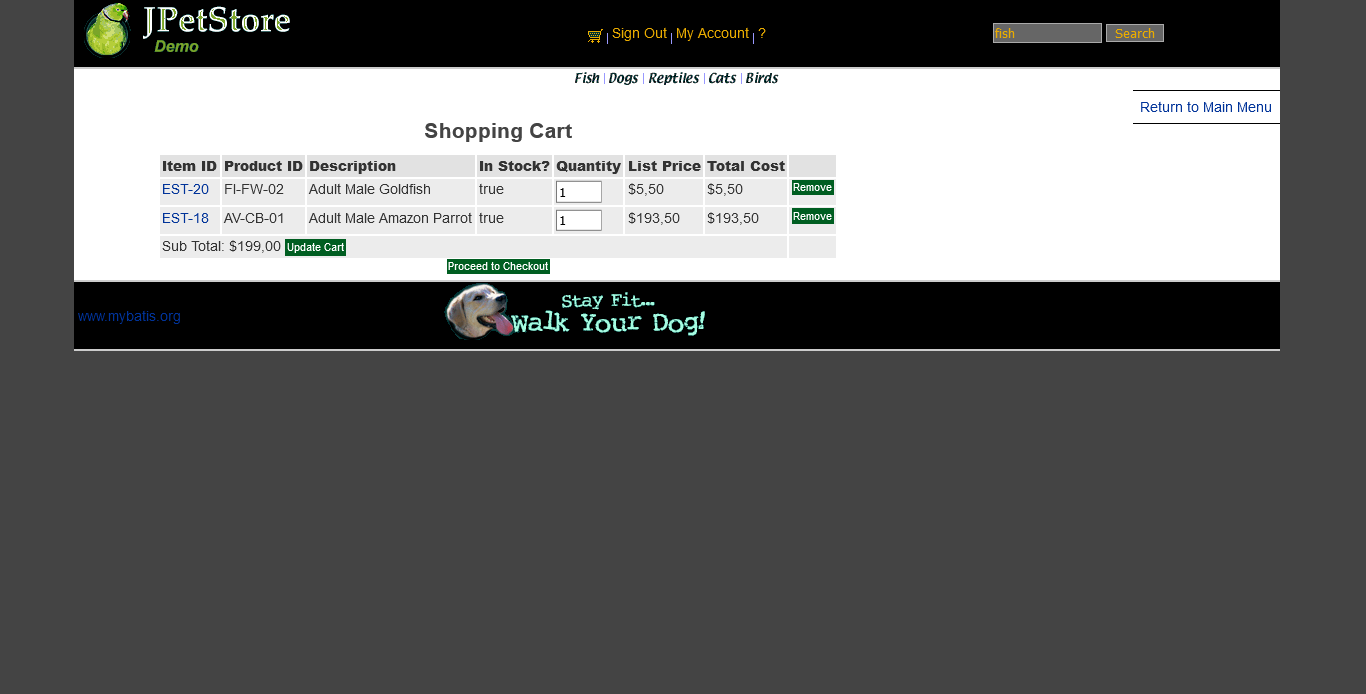 JPetStore
Demo
Sign Out | My Account | ?
fish Search
Fish | Dogs | Reptiles | Cats | Birds
Return to Main Menu
Shopping Cart
Item ID Product ID Description In Stock? Quantity List Price Total Cost
EST-20 FI-FW-02 Adult Male Goldfish true 1 $5,50 $5,50 Remove
EST-18 AV-CB-01 Adult Male Amazon Parrot true 1 $193,50 $193,50 Remove
Sub Total: $199,00 Update Cart
Proceed to Checkout
www.mybatis.org
Stay Fit...
Walk Your Dog!